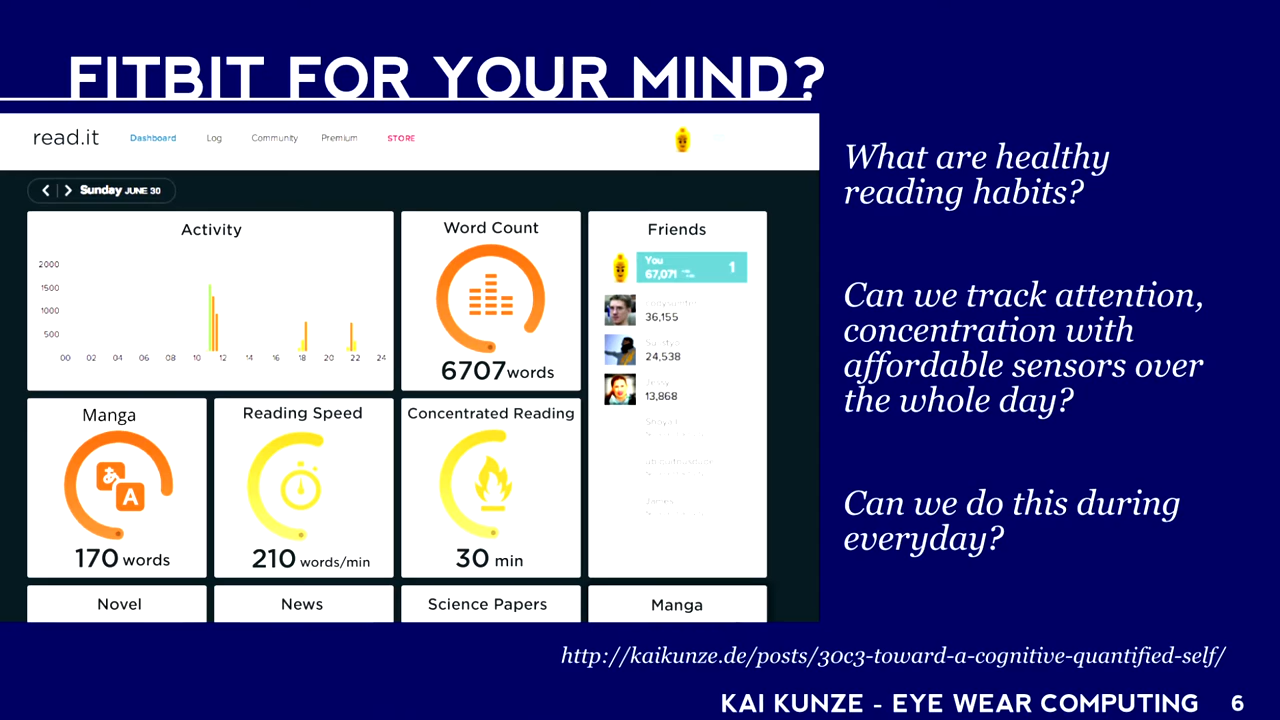 FITBIT FOR YOUR MIND?
read.it Dashboard Log Community Premium STORE
Sunday JUNE 30
Activity
2000
1500
1000
500
00 02 04 06 08 10 12 14 16 18 20 22 24
Word Count
6707 words
Friends
You
67,071
1
36,155
24,538
Jessy
13,868
James
Manga
あ A
170 words
Reading Speed
210 words/min
Concentrated Reading
30 min
Novel
News
Science Papers
Manga
What are healthy
reading habits?
Can we track attention,
concentration with
affordable sensors over
the whole day?
Can we do this during
everyday?
http://kaikunze.de/posts/30c3-toward-a-cognitive-quantified-self/
KAI KUNZE - EYE WEAR COMPUTING 6